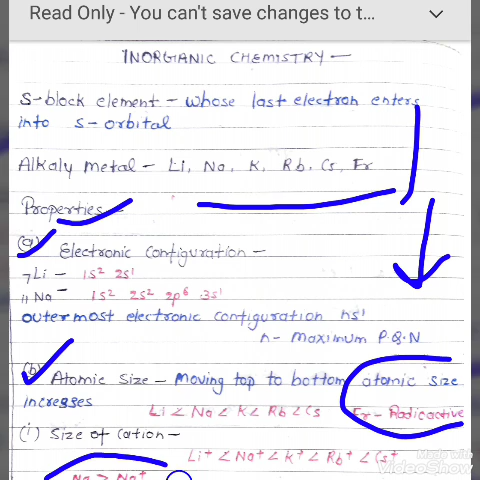 Read Only - You can't save changes to t...
INORGIANIC CHEMISTRY -
S-block element - whose last electron enters
into s-orbital
Alkaly metal - Li, Na, K, Rb, Cs, Fr
Properties -
(a) Electronic Configuration -
7Li - 1s² 2s¹
11Na - 1s² 2s² 2p⁶ 3s¹
outermost electronic configuration ns¹
n- maximum P.Q.N
(b) Atomic Size - Moving top to bottom atomic size
increases
Li < Na < K < Rb < Cs Fr - Radioactive
(i) Size of Cation -
Li⁺ < Na⁺ < K⁺ < Rb⁺ < Cs⁺
Na > Na⁺
Made with
VideoShow